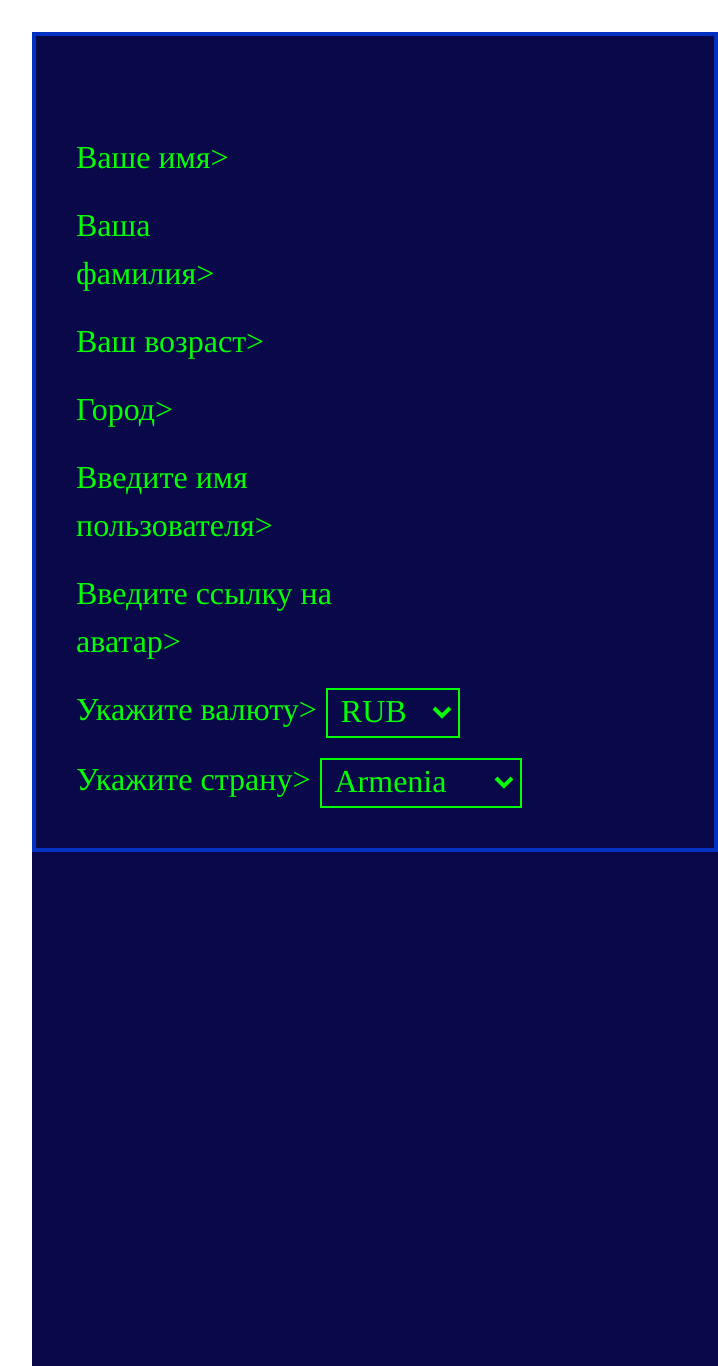 Ваше имя>
Ваша
фамилия>
Ваш возраст>
Город>
Введите имя
пользователя>
Введите ссылку на
аватар>
Укажите валюту> RUB
Укажите страну> Armenia